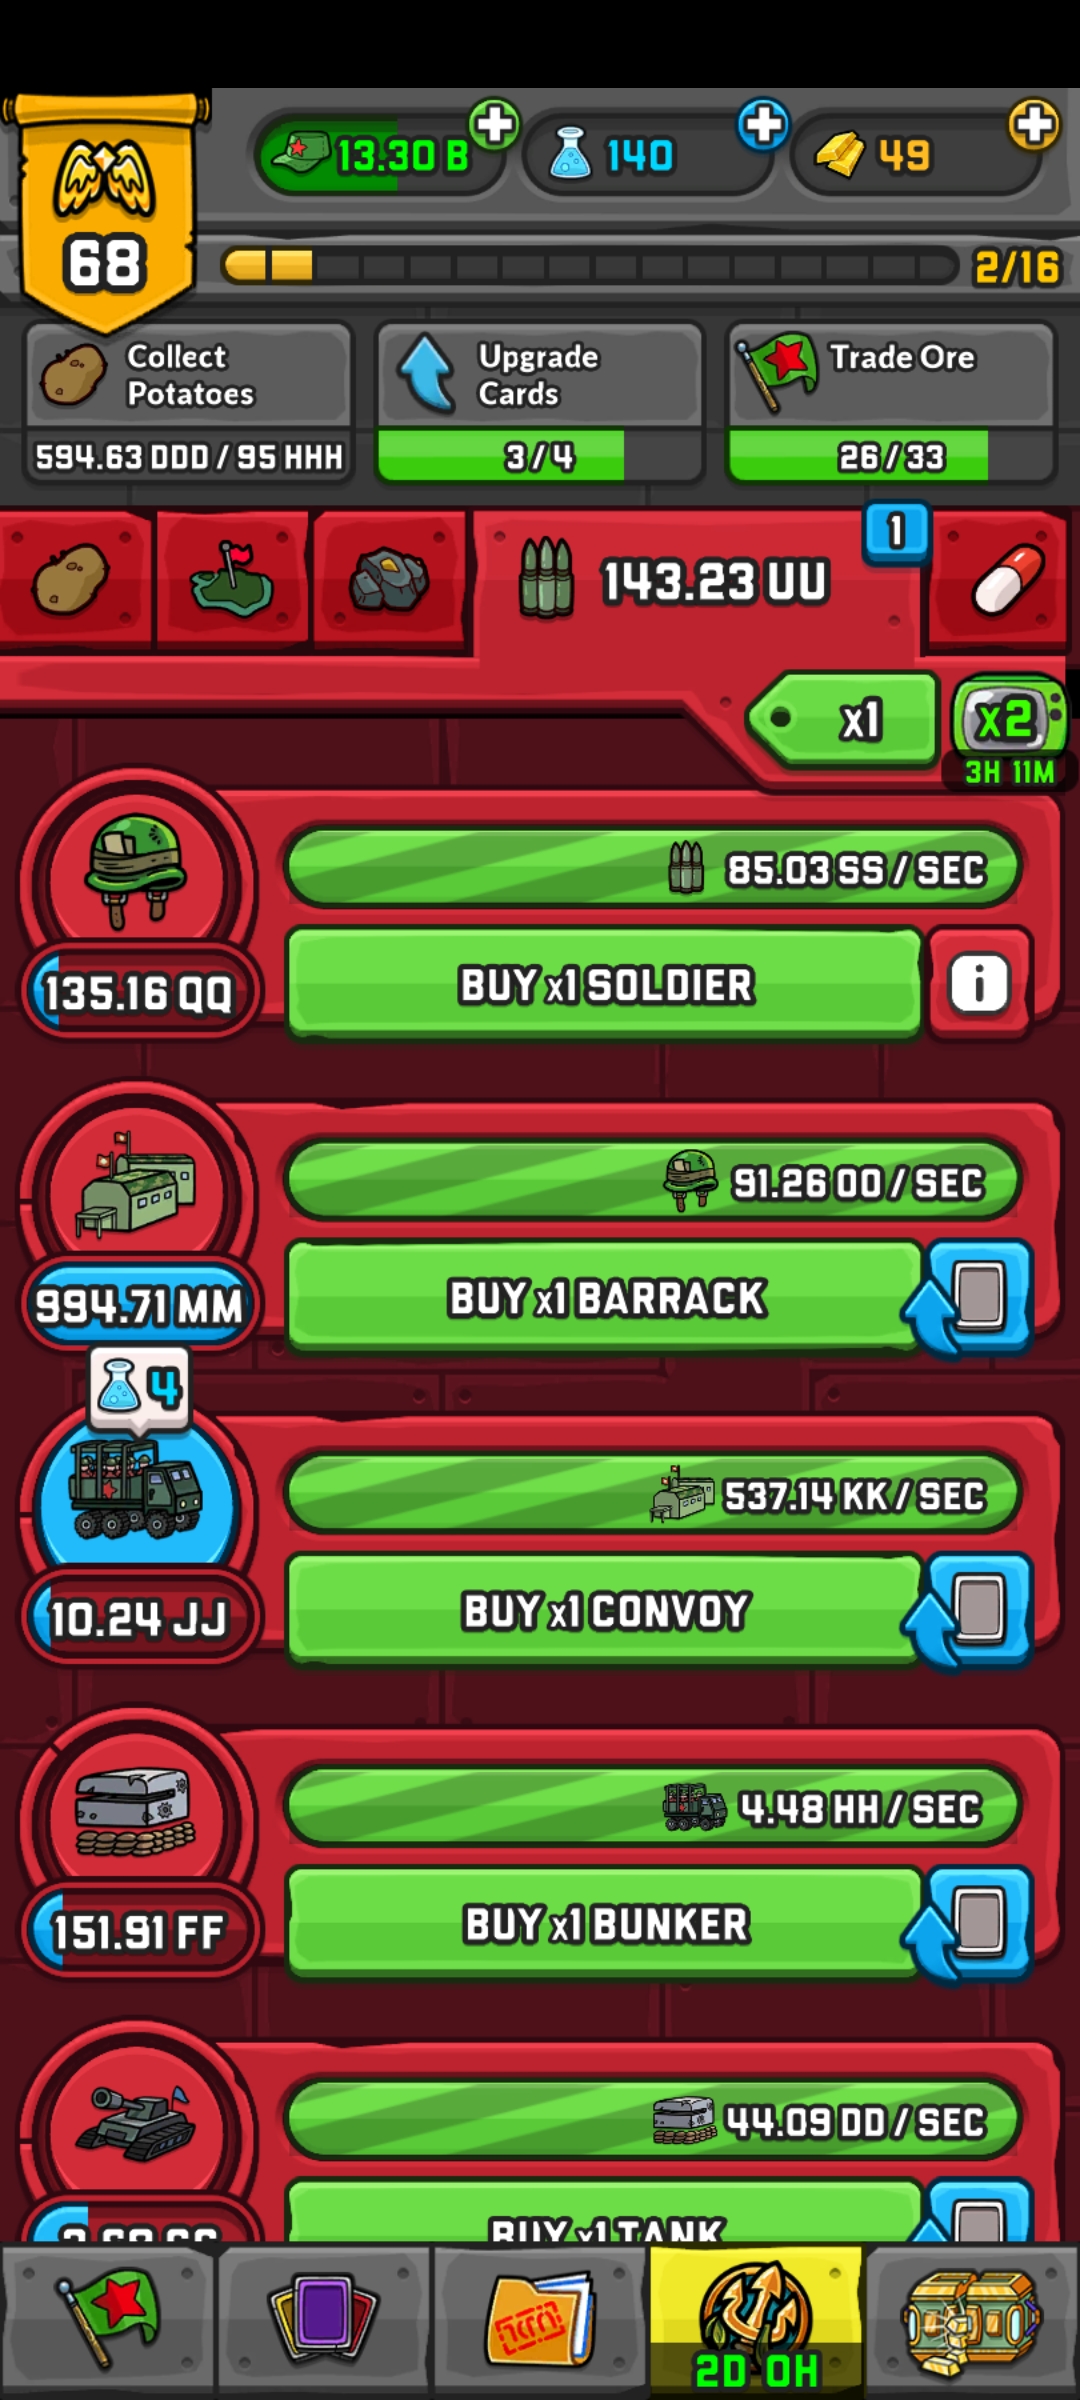 13.30 B
140
49
68
2/16
Collect
Potatoes
Upgrade
Cards
Trade Ore
594.63 DDD / 95 HHH
3/4
26/33
143.23 UU
1
x1
x2
3H 11M
85.03 SS / SEC
135.16 QQ
BUY x1 SOLDIER
i
91.26 OO / SEC
994.71 MM
BUY x1 BARRACK
4
537.14 KK / SEC
10.24 JJ
BUY x1 CONVOY
4.48 HH / SEC
151.91 FF
BUY x1 BUNKER
44.09 DD / SEC
BUY x1 TANK
2D 0H